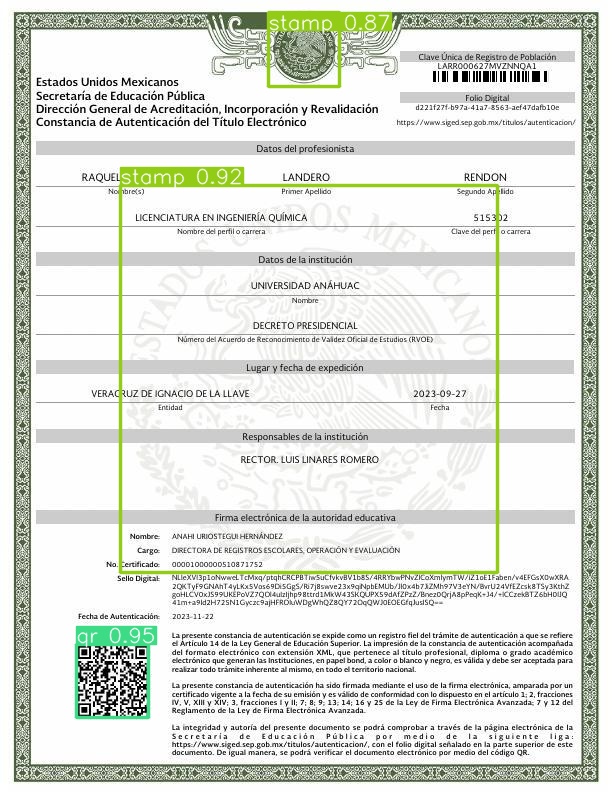 stamp 0.87
Clave Única de Registro de Población
LARR000627MVZNNQA1
Estados Unidos Mexicanos
Secretaría de Educación Pública
Dirección General de Acreditación, Incorporación y Revalidación
Constancia de Autenticación del Título Electrónico
Folio Digital
d221f27f-b97a-41a7-8563-aef47dafb10e
https://www.siged.sep.gob.mx/titulos/autenticacion/
Datos del profesionista
stamp 0.92
RAQUEL LANDERO RENDON
Nombre(s) Primer Apellido Segundo Apellido
LICENCIATURA EN INGENIERÍA QUÍMICA 515302
Nombre del perfil o carrera Clave del perfil o carrera
ESTADOS UNIDOS MEXICANOS
Datos de la institución
UNIVERSIDAD ANÁHUAC
Nombre
DECRETO PRESIDENCIAL
Número del Acuerdo de Reconocimiento de Validez Oficial de Estudios (RVOE)
Lugar y fecha de expedición
VERACRUZ DE IGNACIO DE LA LLAVE 2023-09-27
Entidad Fecha
Responsables de la institución
RECTOR. LUIS LINARES ROMERO
Firma electrónica de la autoridad educativa
Nombre: ANAHI URIOSTEGUI HERNÁNDEZ
Cargo: DIRECTORA DE REGISTROS ESCOLARES, OPERACIÓN Y EVALUACIÓN
No. Certificado: 00001000000510871752
Sello Digital:
Fecha de Autenticación: 2023-11-22
qr 0.95
La presente constancia de autenticación se expide como un registro fiel del trámite de autenticación a que se refiere
el Artículo 14 de la Ley General de Educación Superior. La impresión de la constancia de autenticación acompañada
del formato electrónico con extensión XML, que pertenece al título profesional, diploma o grado académico
electrónico que generan las Instituciones, en papel bond, a color o blanco y negro, es válida y debe ser aceptada para
realizar todo trámite inherente al mismo, en todo el territorio nacional.
La presente constancia de autenticación ha sido firmada mediante el uso de la firma electrónica, amparada por un
certificado vigente a la fecha de su emisión y es válido de conformidad con lo dispuesto en el artículo 1; 2, fracciones
IV, V, XIII y XIV; 3, fracciones I y II; 7; 8; 9; 13; 14; 16 y 25 de la Ley de Firma Electrónica Avanzada; 7 y 12 del
Reglamento de la Ley de Firma Electrónica Avanzada.
La integridad y autoría del presente documento se podrá comprobar a través de la página electrónica de la
Secretaría de Educación Pública por medio de la siguiente liga:
https://www.siged.sep.gob.mx/titulos/autenticacion/, con el folio digital señalado en la parte superior de este
documento. De igual manera, se podrá verificar el documento electrónico por medio del código QR.